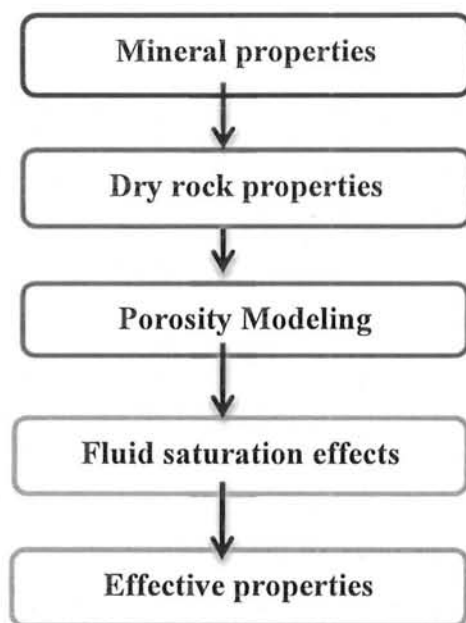 Mineral properties
Dry rock properties
Porosity Modeling
Fluid saturation effects
Effective properties